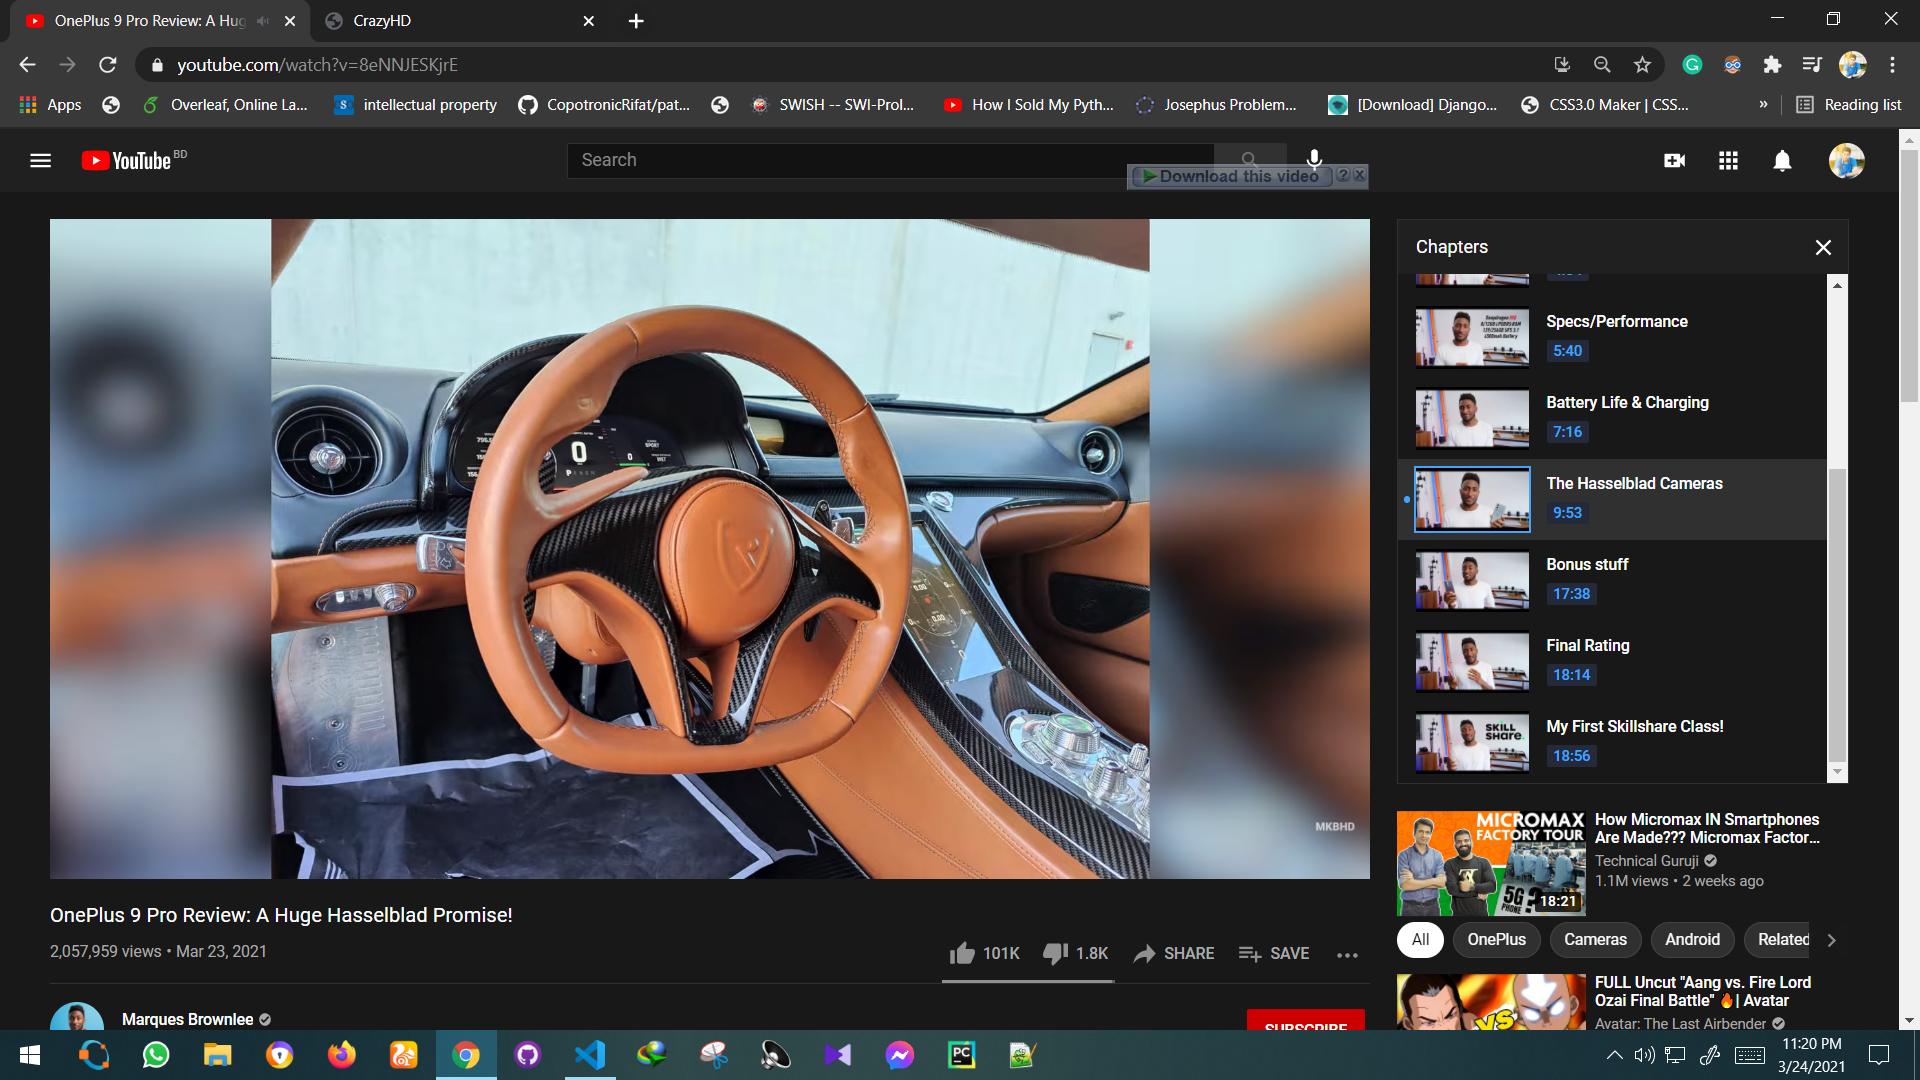 OnePlus 9 Pro Review: A Hug
CrazyHD
youtube.com/watch?v=8eNNJESKjrE
Apps
Overleaf, Online La...
intellectual property
CopotronicRifat/pat...
SWISH -- SWI-Prol...
How I Sold My Pyth...
Josephus Problem...
[Download] Django...
CSS3.0 Maker | CSS...
»
Reading list
YouTube BD
Search
Download this video
MKBHD
Chapters
Specs/Performance
5:40
Battery Life & Charging
7:16
The Hasselblad Cameras
9:53
Bonus stuff
17:38
Final Rating
18:14
SKILL
SHARE.
My First Skillshare Class!
18:56
MICROMAX
FACTORY TOUR
5G ?
PHONE
18:21
How Micromax IN Smartphones
Are Made??? Micromax Factor...
Technical Guruji
1.1M views • 2 weeks ago
All
OnePlus
Cameras
Android
Related
VS
FULL Uncut "Aang vs. Fire Lord
Ozai Final Battle" 🔥| Avatar
Avatar: The Last Airbender
OnePlus 9 Pro Review: A Huge Hasselblad Promise!
2,057,959 views • Mar 23, 2021
101K
1.8K
SHARE
SAVE
Marques Brownlee
SUBSCRIBE
11:20 PM
3/24/2021